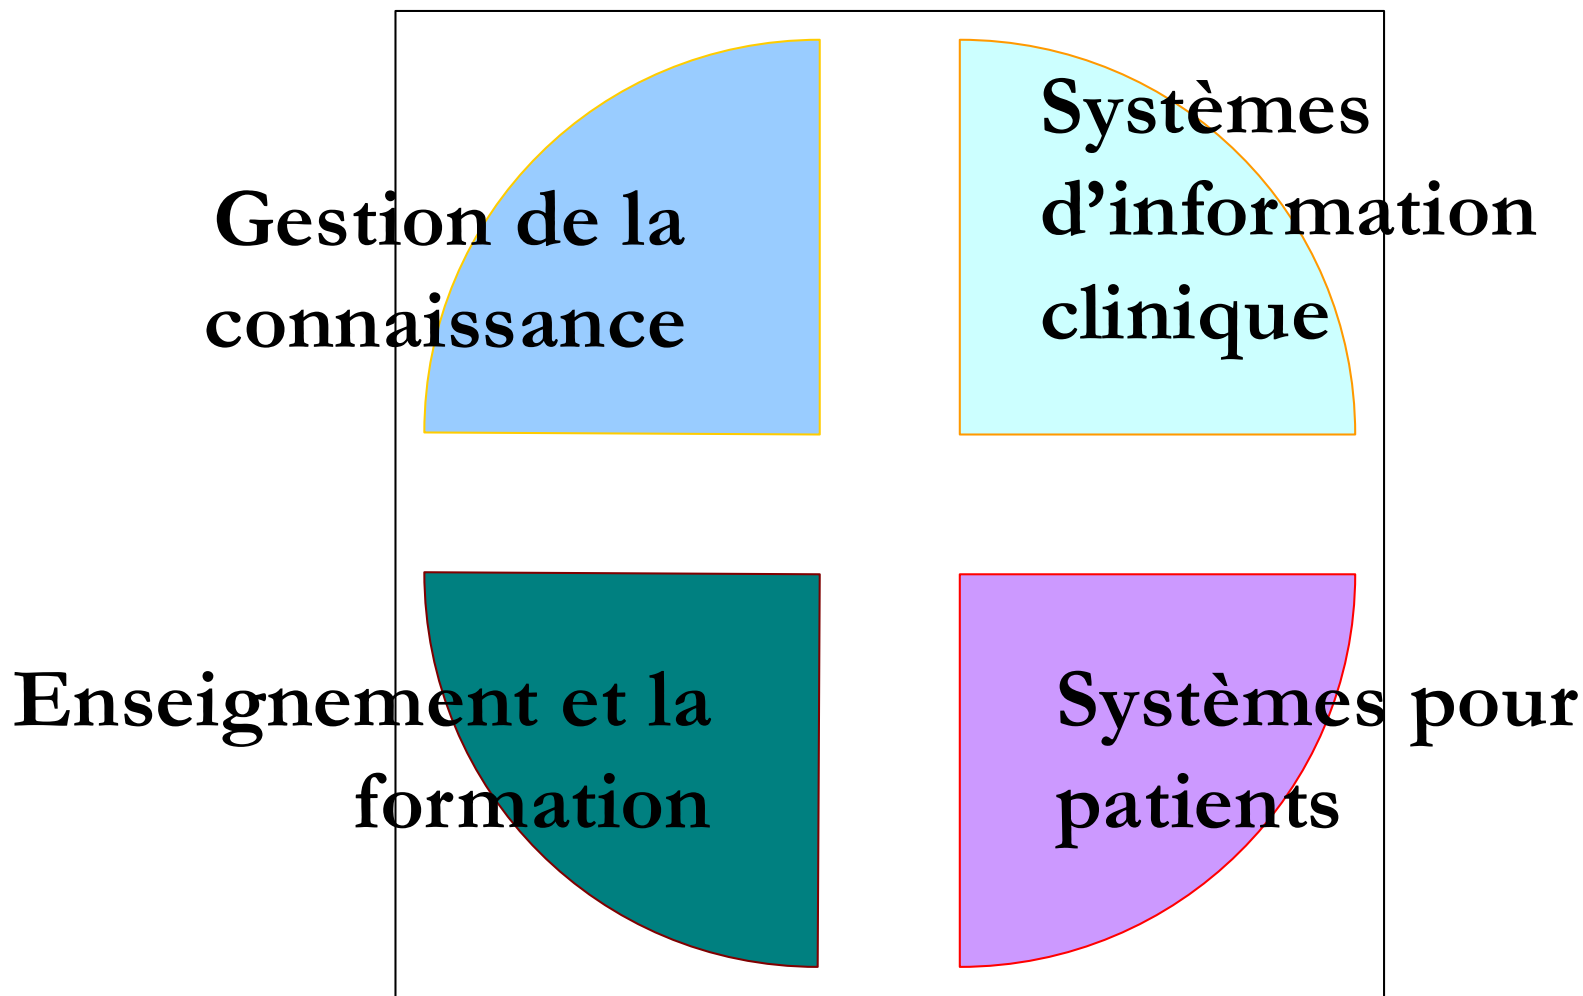 Gestion de la
connaissance
Systèmes
d’information
clinique
Enseignement et la
formation
Systèmes pour
patients